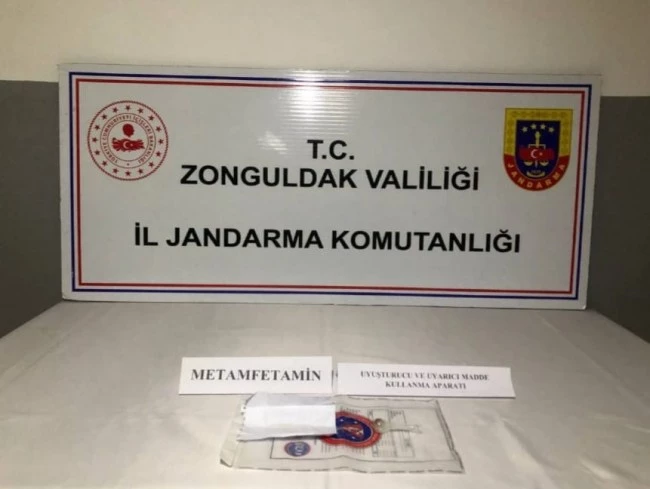 T.C.
ZONGULDAK VALİLİĞİ
İL JANDARMA KOMUTANLIĞI
JANDARMA
METAMFETAMİN
UYUŞTURUCU VE UYARICI MADDE
KULLANMA APARATI